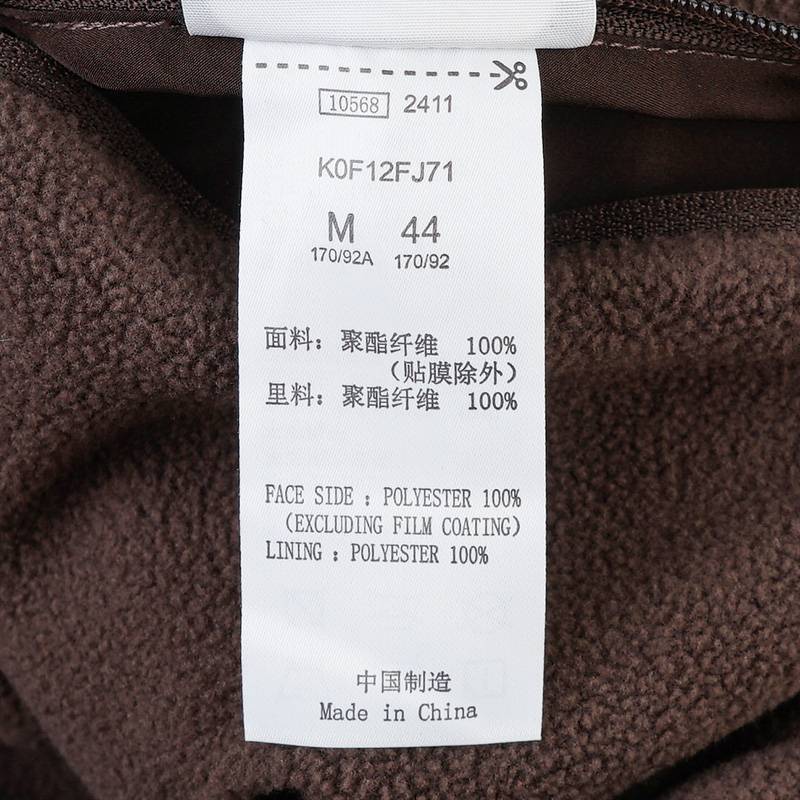 10568 2411
K0F12FJ71
M 44
170/92A 170/92
面料：聚酯纤维 100%
（贴膜除外）
里料：聚酯纤维 100%
FACE SIDE : POLYESTER 100%
(EXCLUDING FILM COATING)
LINING : POLYESTER 100%
中国制造
Made in China